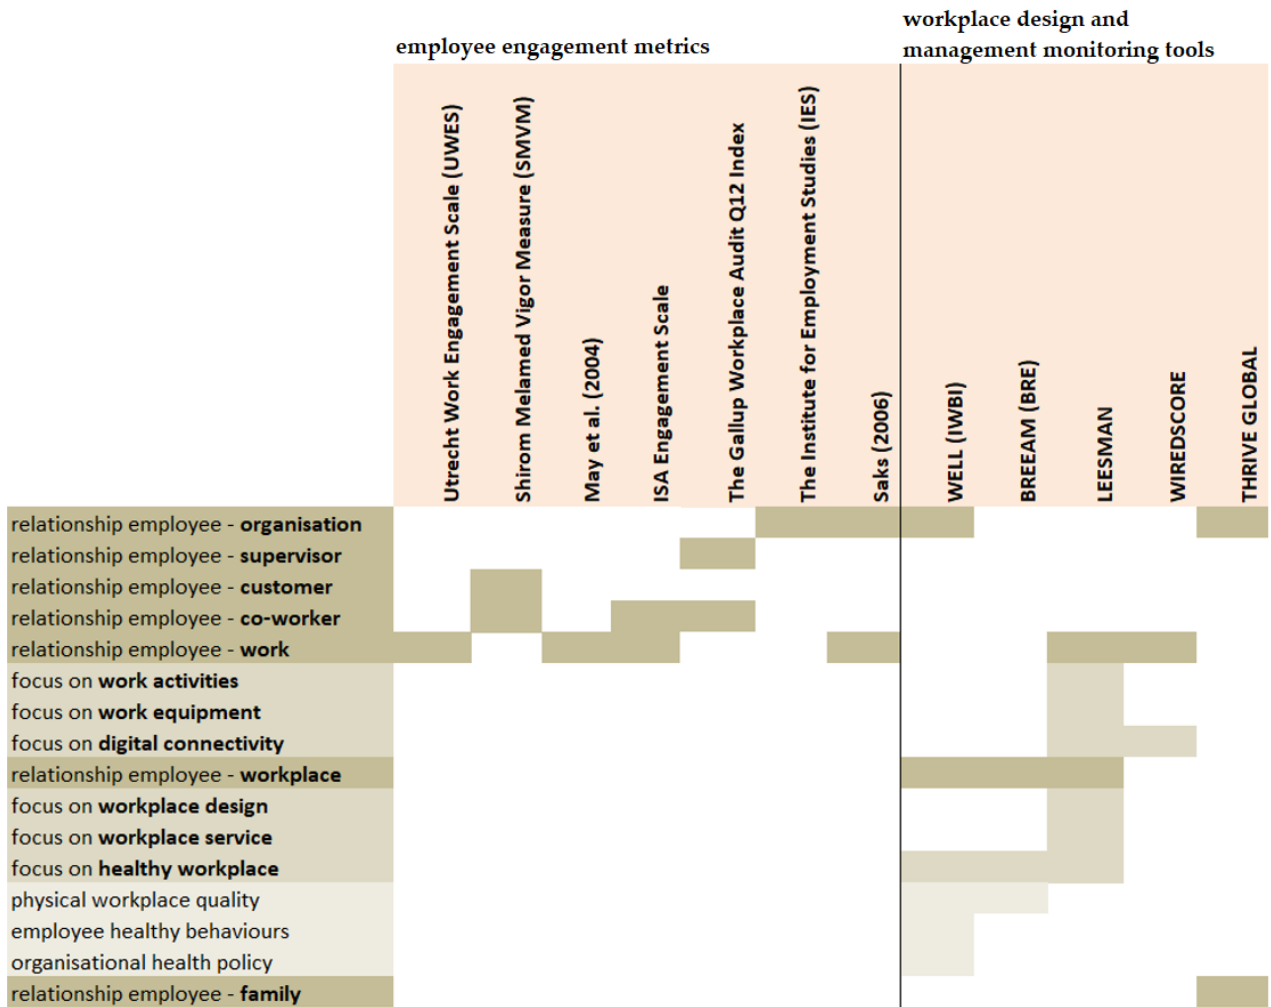 employee engagement metrics
workplace design and
management monitoring tools
Utrecht Work Engagement Scale (UWES)
Shirom Melamed Vigor Measure (SMVM)
May et al. (2004)
ISA Engagement Scale
The Gallup Workplace Audit Q12 Index
The Institute for Employment Studies (IES)
Saks (2006)
WELL (IWBI)
BREEAM (BRE)
LEESMAN
WIREDSCORE
THRIVE GLOBAL
relationship employee - organisation
relationship employee - supervisor
relationship employee - customer
relationship employee - co-worker
relationship employee - work
focus on work activities
focus on work equipment
focus on digital connectivity
relationship employee - workplace
focus on workplace design
focus on workplace service
focus on healthy workplace
physical workplace quality
employee healthy behaviours
organisational health policy
relationship employee - family